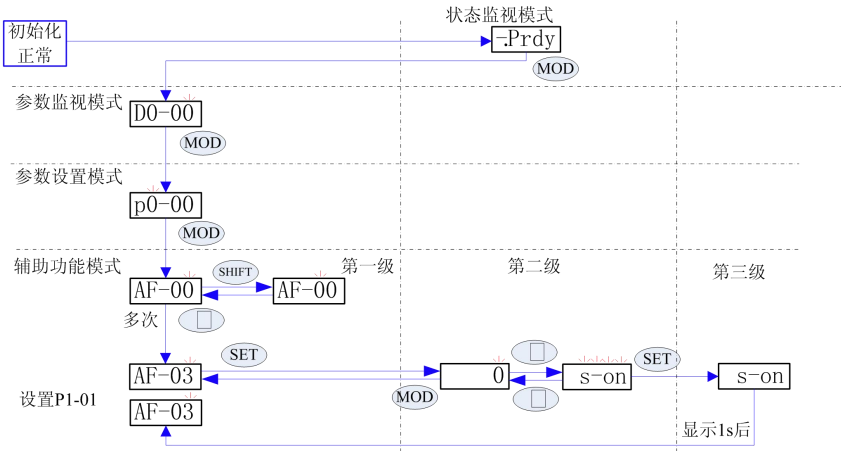 状态监视模式
初始化
正常
-.Prdy
MOD
参数监视模式
D0-00
MOD
参数设置模式
p0-00
MOD
辅助功能模式
第一级
第二级
第三级
AF-00
SHIFT
AF-00
多次
SET
AF-03
0
s-on
SET
s-on
MOD
设置P1-01
AF-03
显示1s后